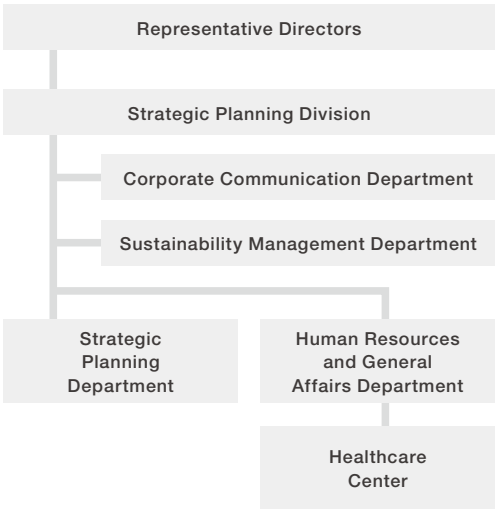 Representative Directors
Strategic Planning Division
Corporate Communication Department
Sustainability Management Department
Strategic
Planning
Department
Human Resources
and General
Affairs Department
Healthcare
Center